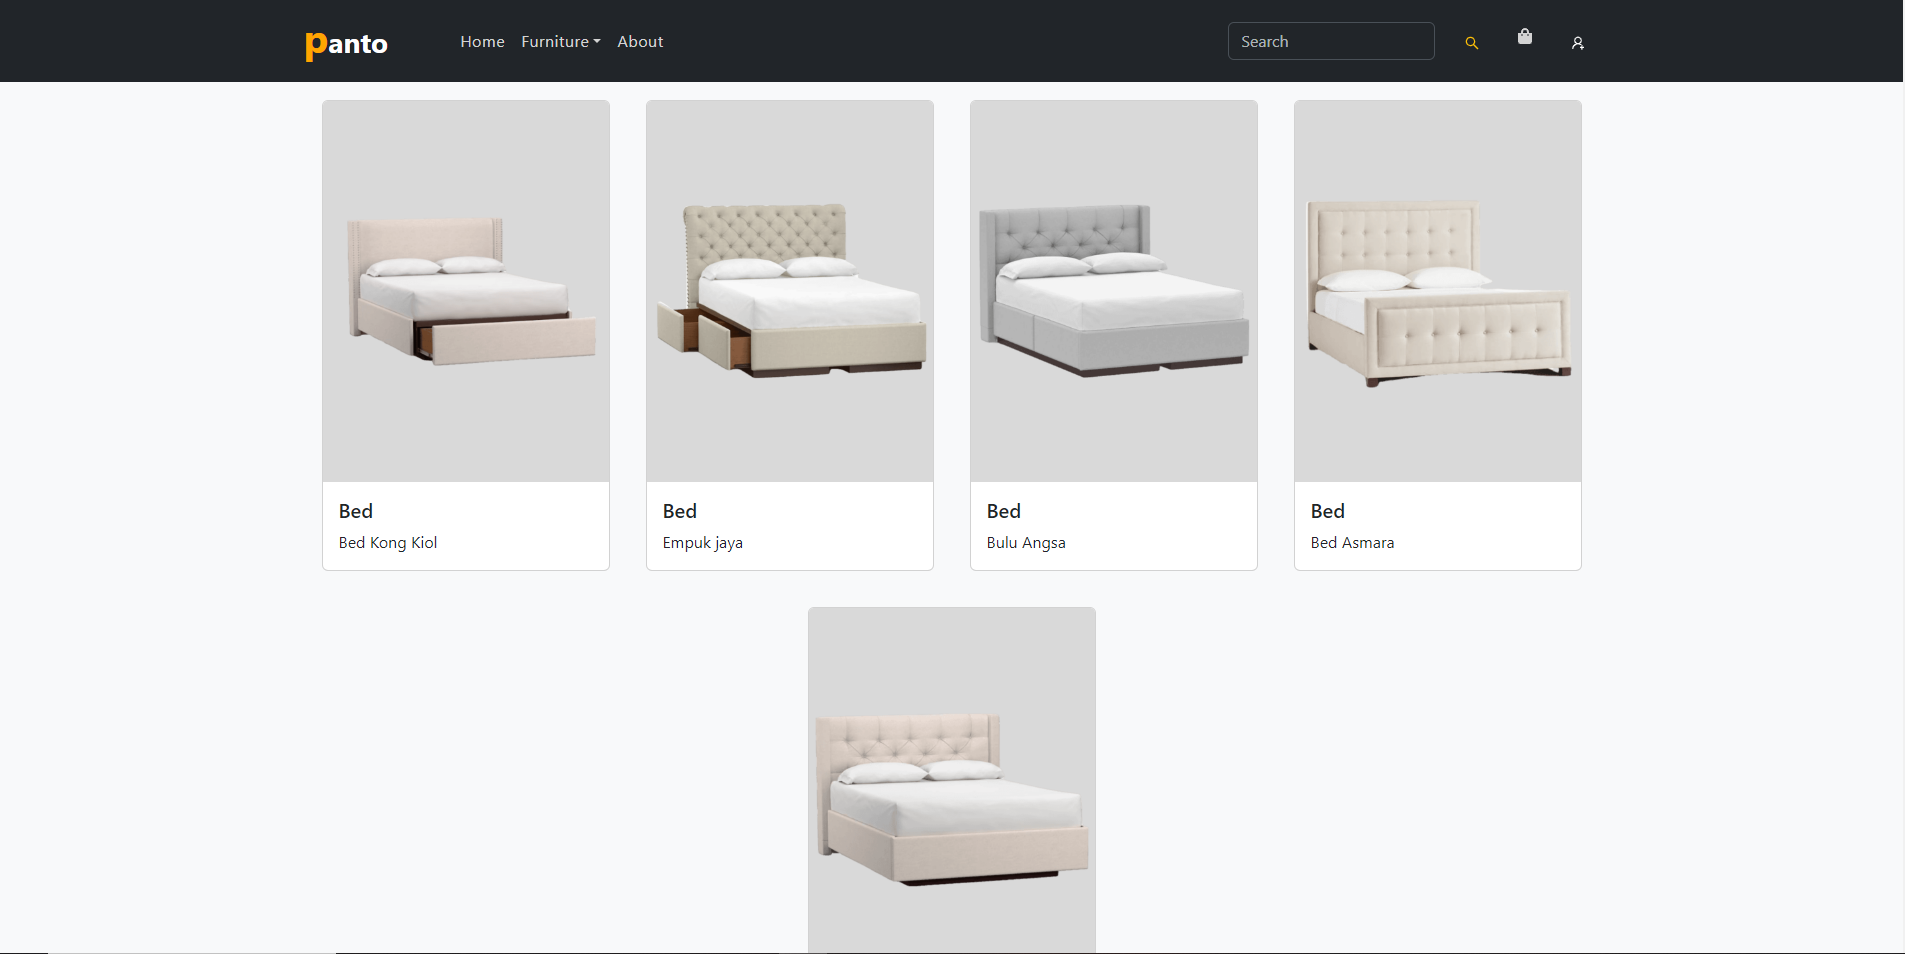 panto
Home Furniture About
Search
Bed
Bed Kong Kiol
Bed
Empuk jaya
Bed
Bulu Angsa
Bed
Bed Asmara